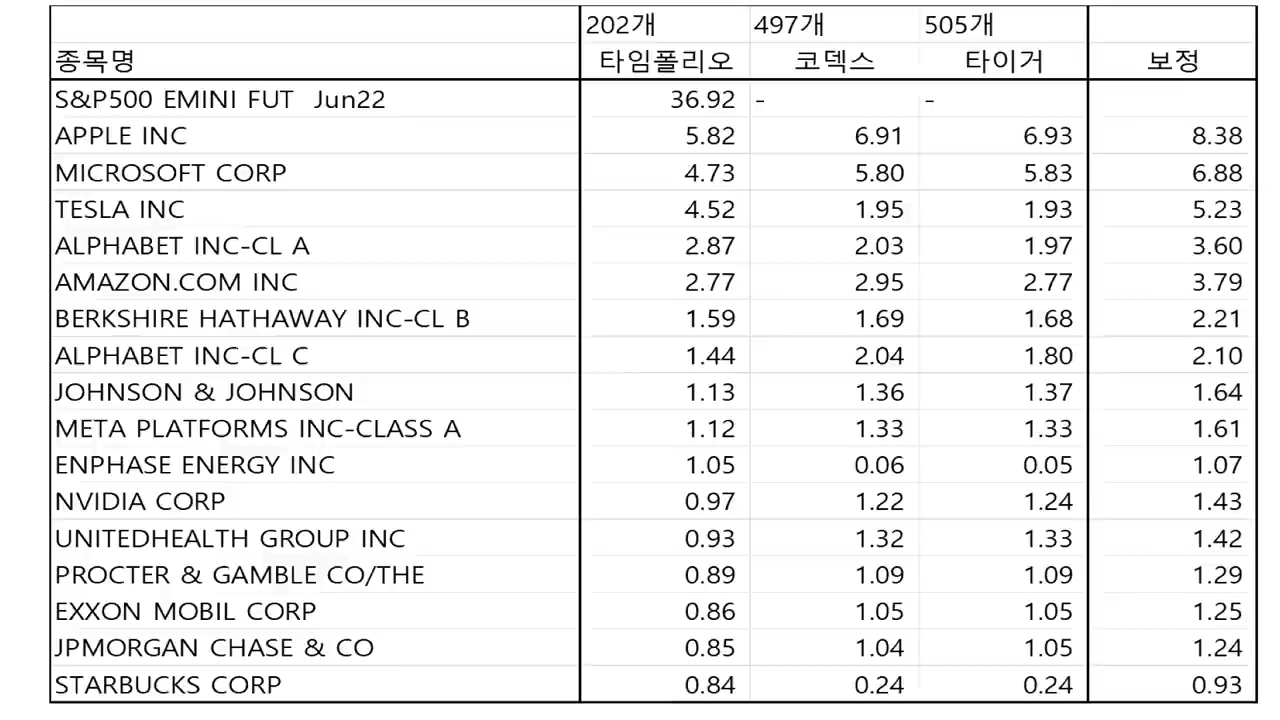 202개 497개 505개
종목명 타임폴리오 코덱스 타이거 보정
S&P500 EMINI FUT Jun22 36.92 - -
APPLE INC 5.82 6.91 6.93 8.38
MICROSOFT CORP 4.73 5.80 5.83 6.88
TESLA INC 4.52 1.95 1.93 5.23
ALPHABET INC-CL A 2.87 2.03 1.97 3.60
AMAZON.COM INC 2.77 2.95 2.77 3.79
BERKSHIRE HATHAWAY INC-CL B 1.59 1.69 1.68 2.21
ALPHABET INC-CL C 1.44 2.04 1.80 2.10
JOHNSON & JOHNSON 1.13 1.36 1.37 1.64
META PLATFORMS INC-CLASS A 1.12 1.33 1.33 1.61
ENPHASE ENERGY INC 1.05 0.06 0.05 1.07
NVIDIA CORP 0.97 1.22 1.24 1.43
UNITEDHEALTH GROUP INC 0.93 1.32 1.33 1.42
PROCTER & GAMBLE CO/THE 0.89 1.09 1.09 1.29
EXXON MOBIL CORP 0.86 1.05 1.05 1.25
JPMORGAN CHASE & CO 0.85 1.04 1.05 1.24
STARBUCKS CORP 0.84 0.24 0.24 0.93